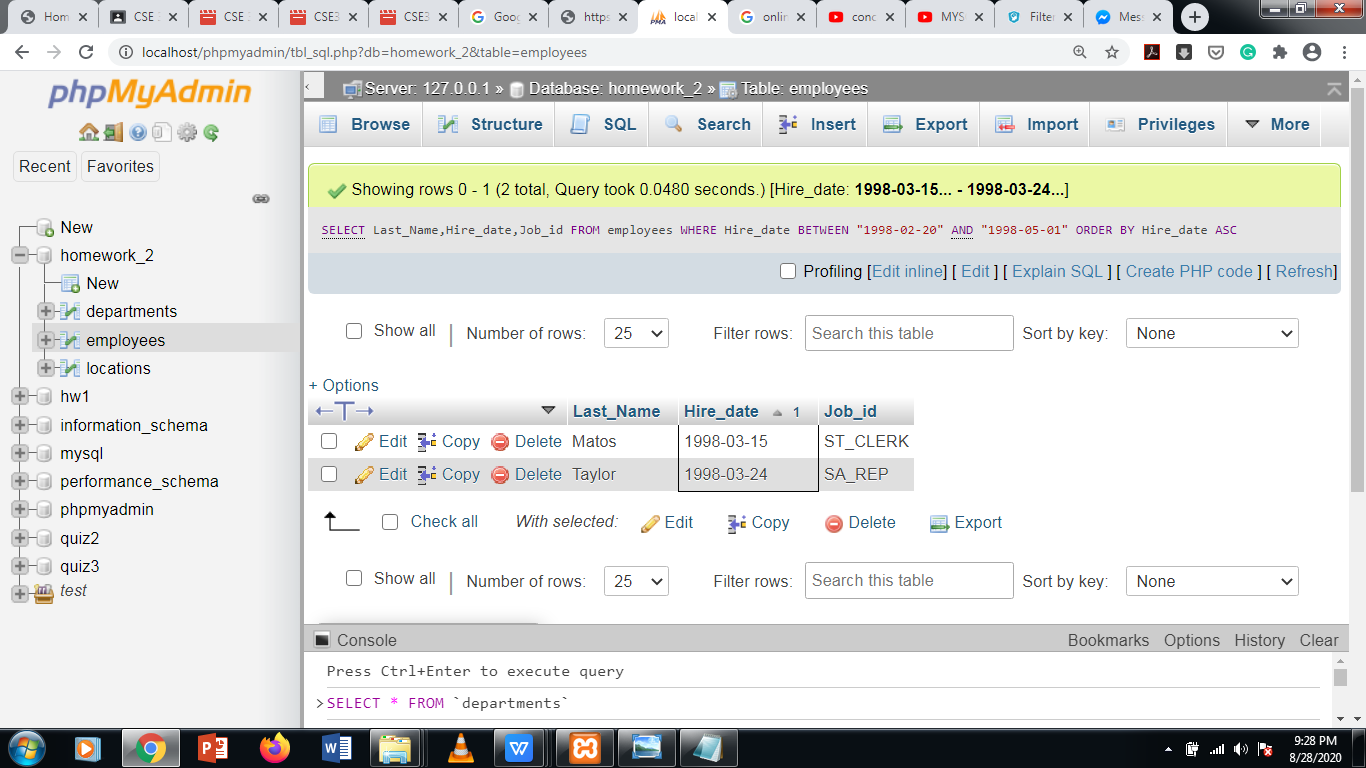 Hom
CSE
CSE
CSE3
CSE3
Goo
https
local
onlin
conc
MYS
Filter
Mess
localhost/phpmyadmin/tbl_sql.php?db=homework_2&table=employees
phpMyAdmin
Recent Favorites
New
homework_2
New
departments
employees
locations
hw1
information_schema
mysql
performance_schema
phpmyadmin
quiz2
quiz3
test
Server: 127.0.0.1 » Database: homework_2 » Table: employees
Browse Structure SQL Search Insert Export Import Privileges More
Showing rows 0 - 1 (2 total, Query took 0.0480 seconds.) [Hire_date: 1998-03-15... - 1998-03-24...]
SELECT Last_Name,Hire_date,Job_id FROM employees WHERE Hire_date BETWEEN "1998-02-20" AND "1998-05-01" ORDER BY Hire_date ASC
Profiling [Edit inline] [ Edit ] [ Explain SQL ] [ Create PHP code ] [ Refresh]
Show all | Number of rows: 25 Filter rows: Search this table Sort by key: None
+ Options
←T→ Last_Name Hire_date 1 Job_id
Edit Copy Delete Matos 1998-03-15 ST_CLERK
Edit Copy Delete Taylor 1998-03-24 SA_REP
Check all With selected: Edit Copy Delete Export
Show all | Number of rows: 25 Filter rows: Search this table Sort by key: None
Console Bookmarks Options History Clear
Press Ctrl+Enter to execute query
>SELECT * FROM `departments`
9:28 PM
8/28/2020